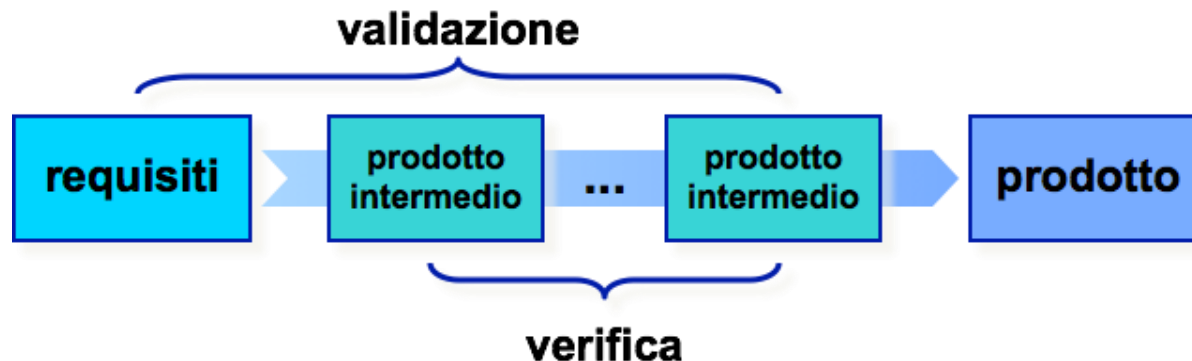 validazione
requisiti
prodotto
intermedio
...
prodotto
intermedio
prodotto
verifica